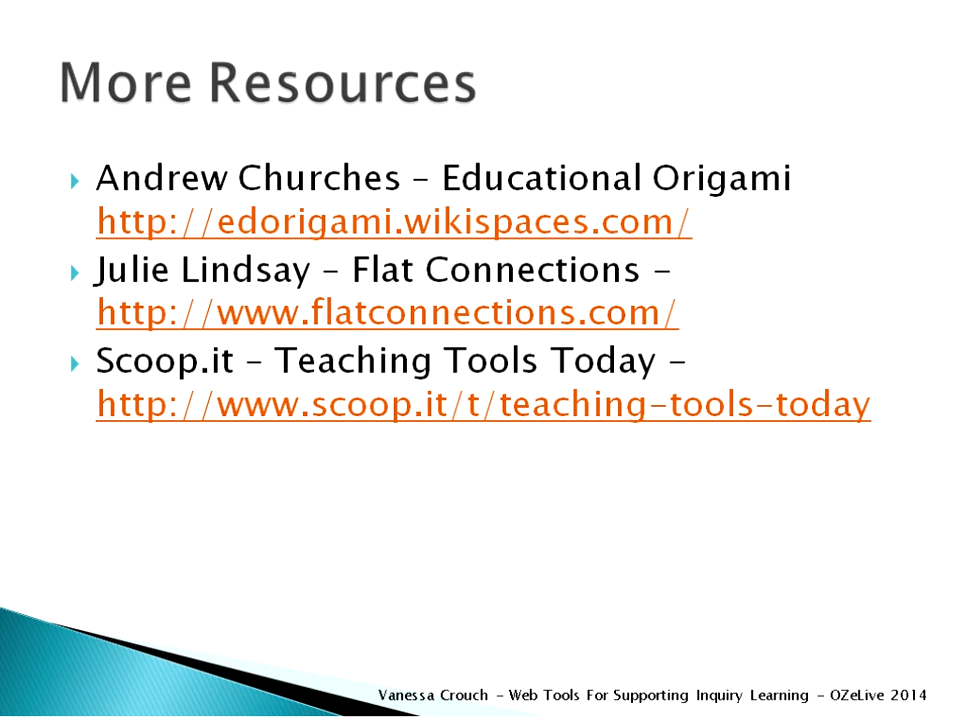 More Resources
Andrew Churches – Educational Origami
http://edorigami.wikispaces.com/
Julie Lindsay – Flat Connections -
http://www.flatconnections.com/
Scoop.it – Teaching Tools Today -
http://www.scoop.it/t/teaching-tools-today
Vanessa Crouch - Web Tools For Supporting Inquiry Learning - OZeLive 2014